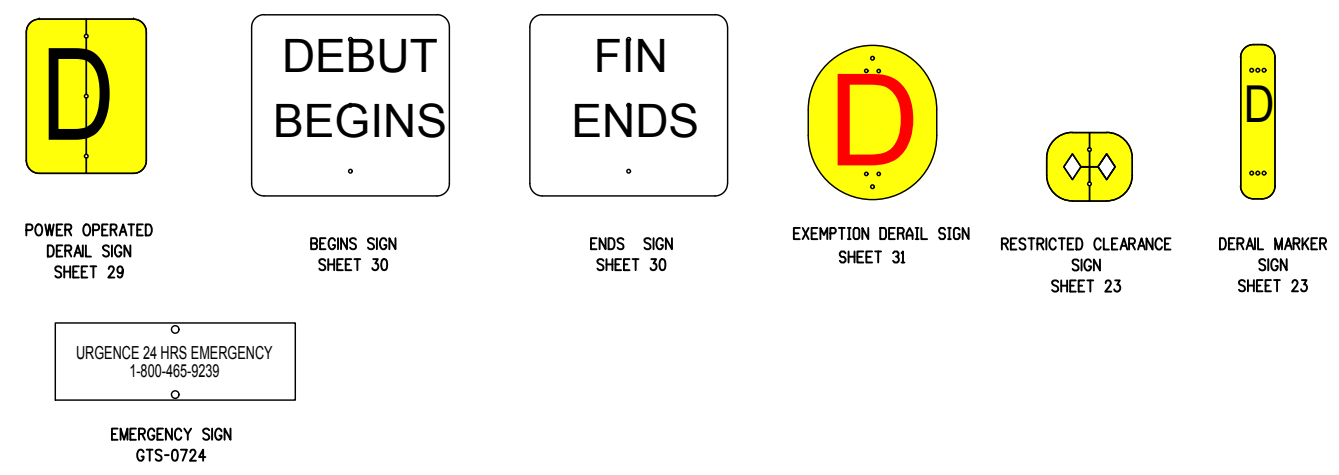 D
POWER OPERATED
DERAIL SIGN
SHEET 29
DEBUT
BEGINS
BEGINS SIGN
SHEET 30
FIN
ENDS
ENDS SIGN
SHEET 30
D
EXEMPTION DERAIL SIGN
SHEET 31
RESTRICTED CLEARANCE
SIGN
SHEET 23
D
DERAIL MARKER
SIGN
SHEET 23
URGENCE 24 HRS EMERGENCY
1-800-465-9239
EMERGENCY SIGN
GTS-0724